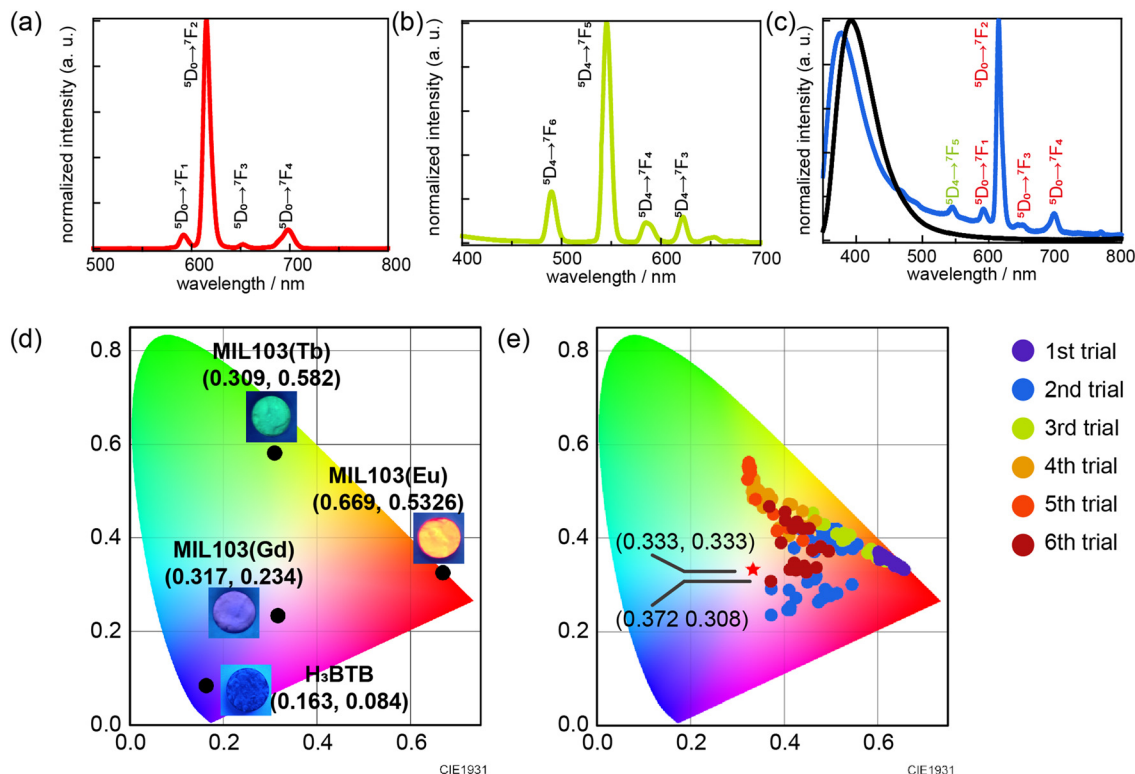 (a)
normalized intensity (a. u.)
⁵D₀→⁷F₁
⁵D₀→⁷F₂
⁵D₀→⁷F₃
⁵D₀→⁷F₄
500 600 700 800
wavelength / nm
(b)
normalized intensity (a. u.)
⁵D₄→⁷F₆
⁵D₄→⁷F₅
⁵D₄→⁷F₄
⁵D₄→⁷F₃
400 500 600 700
wavelength / nm
(c)
normalized intensity (a. u.)
⁵D₄→⁷F₅
⁵D₀→⁷F₁
⁵D₀→⁷F₂
⁵D₀→⁷F₃
⁵D₀→⁷F₄
400 500 600 700 800
wavelength / nm
(d)
0.8
0.6
0.4
0.2
0.0
MIL103(Tb)
(0.309, 0.582)
MIL103(Eu)
(0.669, 0.5326)
MIL103(Gd)
(0.317, 0.234)
H₃BTB
(0.163, 0.084)
0.0 0.2 0.4 0.6
CIE1931
(e)
0.8
0.6
0.4
0.2
0.0
(0.333, 0.333)
(0.372 0.308)
0.0 0.2 0.4 0.6
CIE1931
1st trial
2nd trial
3rd trial
4th trial
5th trial
6th trial